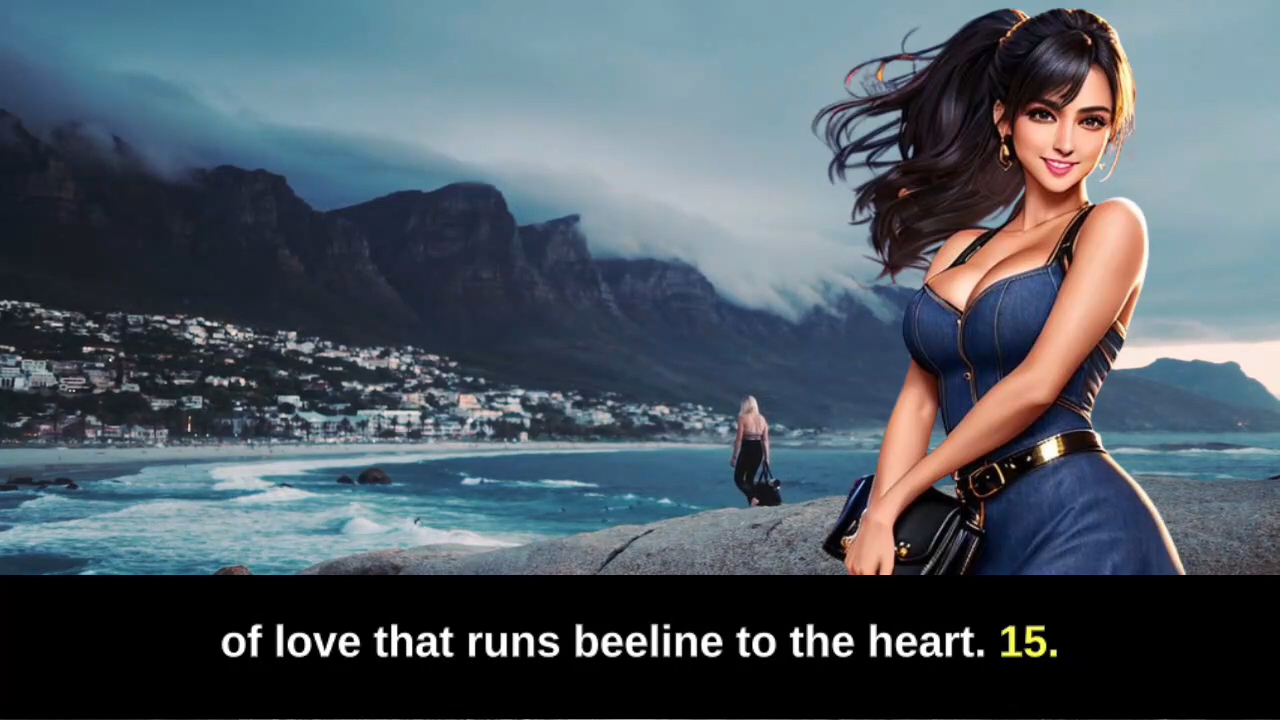 of love that runs beeline to the heart. 15.